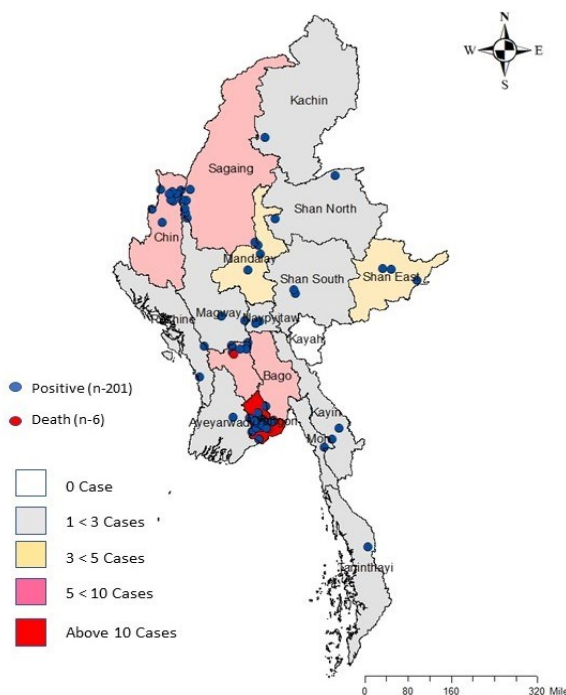 N
W E
S
Kachin
Sagaing
Shan North
Chin
Mandalay
Shan South
Shan East
Magway
Naypyitaw
Kayah
Bago
Positive (n-201)
Death (n-6)
Kayin
Mon
0 Case
1 < 3 Cases
3 < 5 Cases
5 < 10 Cases
Above 10 Cases
Taninthayi
0 80 160 320 Mile